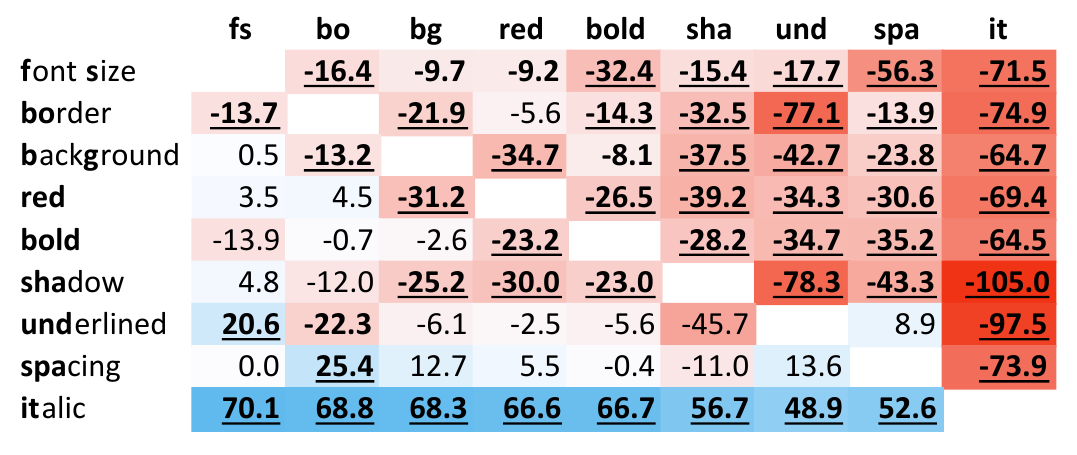 fs bo bg red bold sha und spa it
font size -16.4 -9.7 -9.2 -32.4 -15.4 -17.7 -56.3 -71.5
border -13.7 -21.9 -5.6 -14.3 -32.5 -77.1 -13.9 -74.9
background 0.5 -13.2 -34.7 -8.1 -37.5 -42.7 -23.8 -64.7
red 3.5 4.5 -31.2 -26.5 -39.2 -34.3 -30.6 -69.4
bold -13.9 -0.7 -2.6 -23.2 -28.2 -34.7 -35.2 -64.5
shadow 4.8 -12.0 -25.2 -30.0 -23.0 -78.3 -43.3 -105.0
underlined 20.6 -22.3 -6.1 -2.5 -5.6 -45.7 8.9 -97.5
spacing 0.0 25.4 12.7 5.5 -0.4 -11.0 13.6 -73.9
italic 70.1 68.8 68.3 66.6 66.7 56.7 48.9 52.6